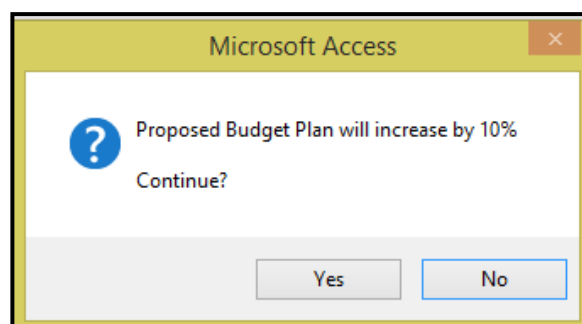 Microsoft Access
Proposed Budget Plan will increase by 10%
Continue?
Yes No